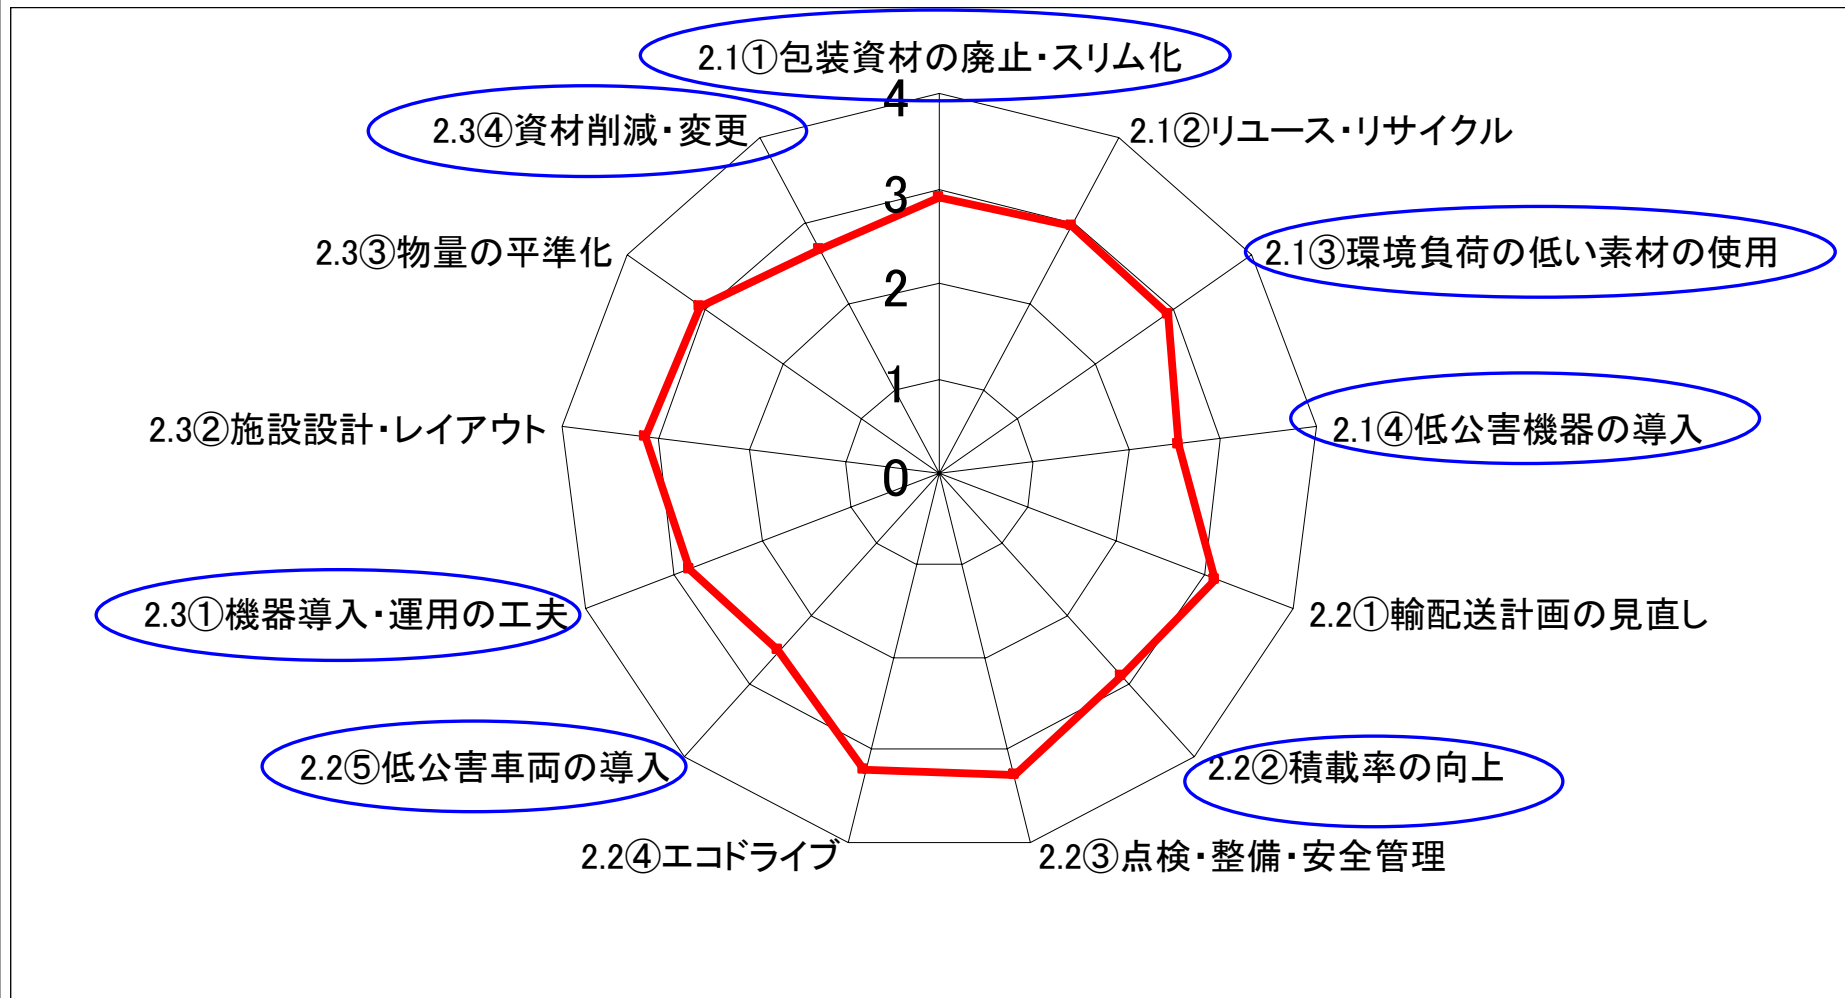 2.1①包装資材の廃止・スリム化
2.1②リユース・リサイクル
2.1③環境負荷の低い素材の使用
2.1④低公害機器の導入
2.2①輸配送計画の見直し
2.2②積載率の向上
2.2③点検・整備・安全管理
2.2④エコドライブ
2.2⑤低公害車両の導入
2.3①機器導入・運用の工夫
2.3②施設設計・レイアウト
2.3③物量の平準化
2.3④資材削減・変更
4
3
2
1
0